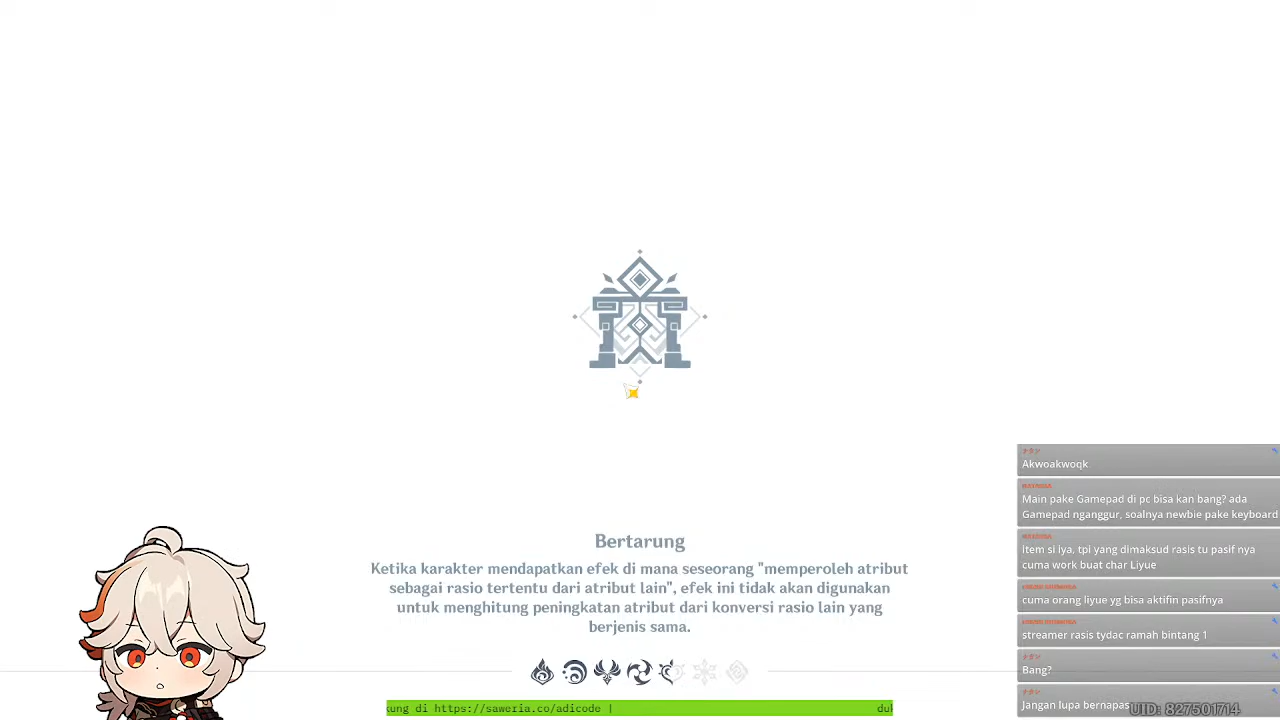 Bertarung
Ketika karakter mendapatkan efek di mana seseorang "memperoleh atribut
sebagai rasio tertentu dari atribut lain", efek ini tidak akan digunakan
untuk menghitung peningkatan atribut dari konversi rasio lain yang
berjenis sama.
kung di https://saweria.co/adicode |
duk
Akwoakwoqk
Main pake Gamepad di pc bisa kan bang? ada
Gamepad nganggur, soalnya newbie pake keyboard
Item si iya, tpi yang dimaksud rasis tu pasif nya
cuma work buat char Liyue
cuma orang liyue yg bisa aktifin pasifnya
streamer rasis tydac ramah bintang 1
Bang?
Jangan lupa bernapas
UID: 827501714